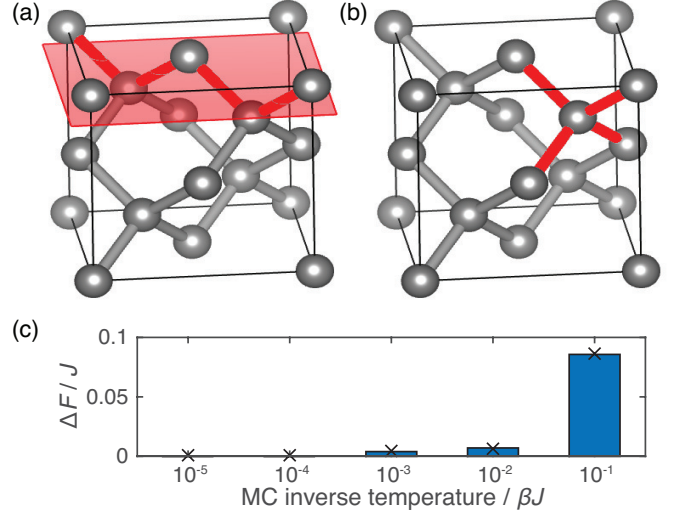 (a)
(b)
(c)
ΔF / J
0.1
0.05
0
10⁻⁵ 10⁻⁴ 10⁻³ 10⁻² 10⁻¹
MC inverse temperature / βJ